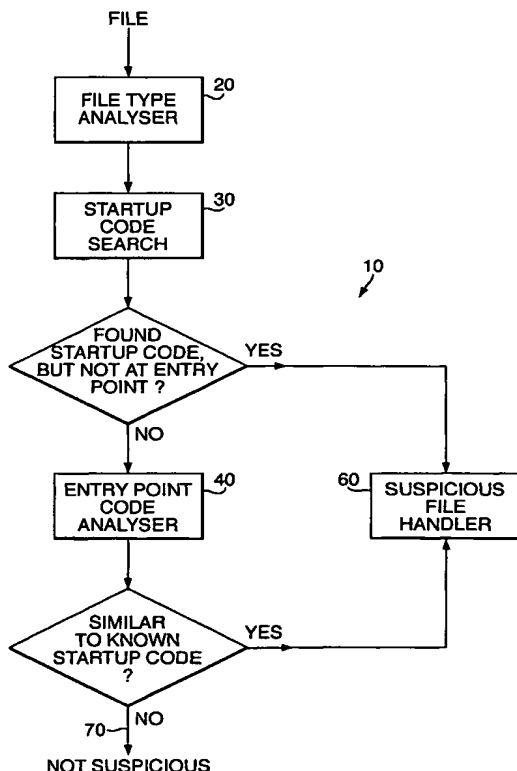 FILE
20
FILE TYPE
ANALYSER
30
STARTUP
CODE
SEARCH
10
FOUND
STARTUP CODE,
BUT NOT AT ENTRY
POINT ?
YES
NO
40
ENTRY POINT
CODE
ANALYSER
60
SUSPICIOUS
FILE
HANDLER
SIMILAR
TO KNOWN
STARTUP CODE
?
YES
70
NO
NOT SUSPICIOUS